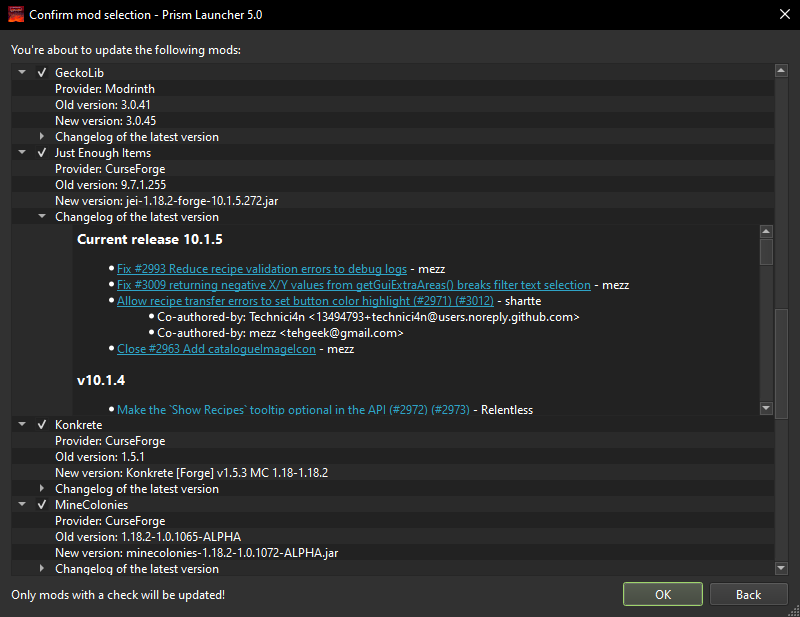 Confirm mod selection - Prism Launcher 5.0
You're about to update the following mods:
GeckoLib
Provider: Modrinth
Old version: 3.0.41
New version: 3.0.45
Changelog of the latest version
Just Enough Items
Provider: CurseForge
Old version: 9.7.1.255
New version: jei-1.18.2-forge-10.1.5.272.jar
Changelog of the latest version
Current release 10.1.5
Fix #2993 Reduce recipe validation errors to debug logs - mezz
Fix #3009 returning negative X/Y values from getGuiExtraAreas() breaks filter text selection - mezz
Allow recipe transfer errors to set button color highlight (#2971) (#3012) - shartte
Co-authored-by: Technici4n <13494793+technici4n@users.noreply.github.com>
Co-authored-by: mezz <tehgeek@gmail.com>
Close #2963 Add catalogueImageIcon - mezz
v10.1.4
Make the `Show Recipes` tooltip optional in the API (#2972) (#2973) - Relentless
Konkrete
Provider: CurseForge
Old version: 1.5.1
New version: Konkrete [Forge] v1.5.3 MC 1.18-1.18.2
Changelog of the latest version
MineColonies
Provider: CurseForge
Old version: 1.18.2-1.0.1065-ALPHA
New version: minecolonies-1.18.2-1.0.1072-ALPHA.jar
Changelog of the latest version
Only mods with a check will be updated!
OK
Back